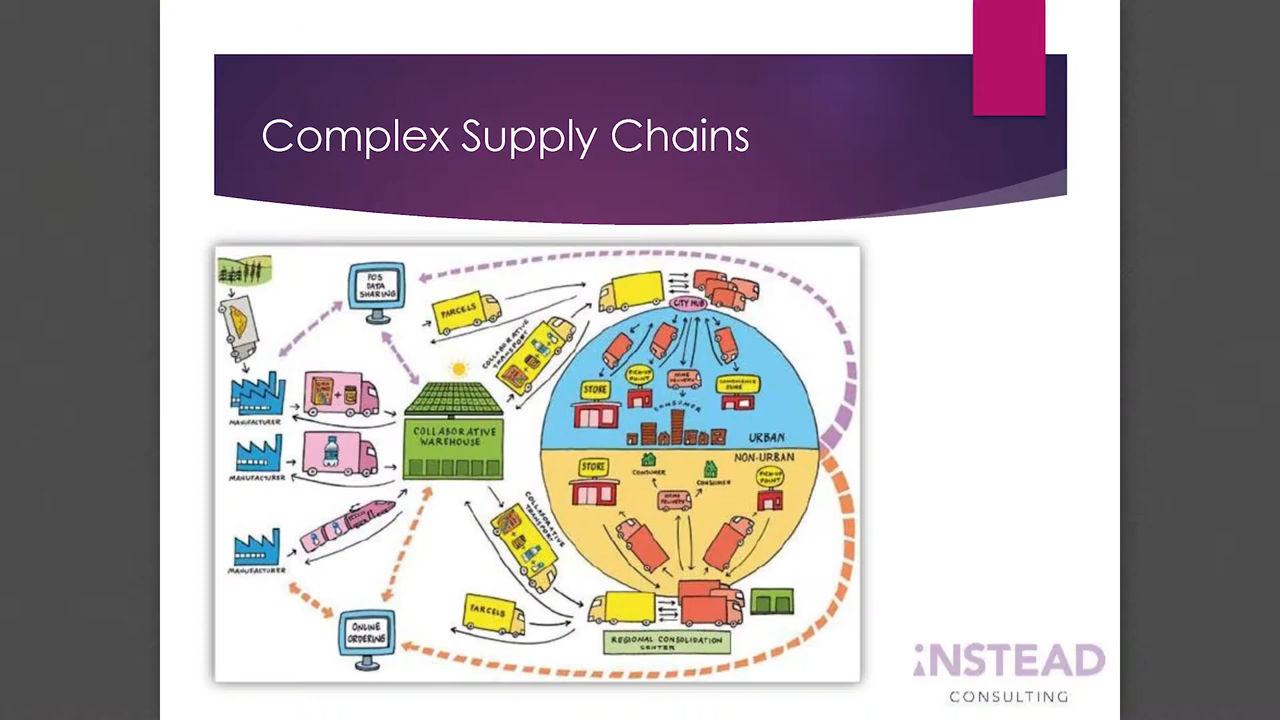 Complex Supply Chains
POS
DATA
SHARING
PARCELS
COLLABORATIVE
TRANSPORT
CITY HUB
STORE
PICK-UP
POINT
HOME
DELIVERY
CONVENIENCE
STORE
CONSUMER
URBAN
MANUFACTURER
COLLABORATIVE
WAREHOUSE
MANUFACTURER
NON-URBAN
STORE
CONSUMER
CONSUMER
PICK-UP
POINT
HOME
DELIVERY
COLLABORATIVE
TRANSPORT
MANUFACTURER
PARCELS
ONLINE
ORDERING
REGIONAL CONSOLIDATION
CENTER
iNSTEAD
CONSULTING